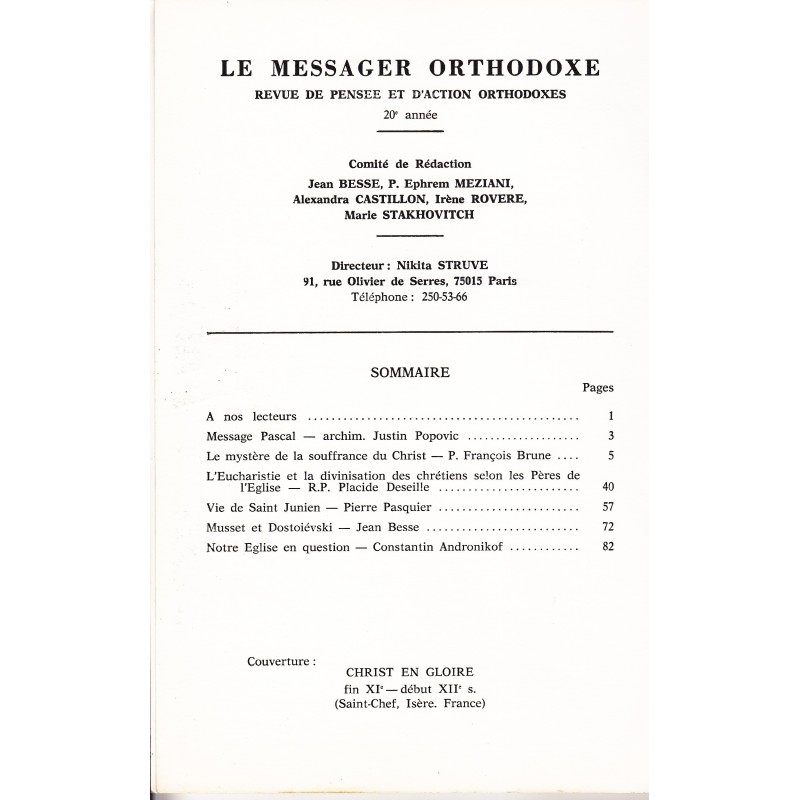 LE MESSAGER ORTHODOXE
REVUE DE PENSEE ET D'ACTION ORTHODOXES
20e année
Comité de Rédaction
Jean BESSE, P. Ephrem MEZIANI,
Alexandra CASTILLON, Irène ROVERE,
Marie STAKHOVITCH
Directeur : Nikita STRUVE
91, rue Olivier de Serres, 75015 Paris
Téléphone : 250-53-66
SOMMAIRE
Pages
A nos lecteurs .............................................. 1
Message Pascal — archim. Justin Popovic ................... 3
Le mystère de la souffrance du Christ — P. François Brune .... 5
L'Eucharistie et la divinisation des chrétiens selon les Pères de
l'Eglise — R.P. Placide Deseille ........................ 40
Vie de Saint Junien — Pierre Pasquier ........................ 57
Musset et Dostoiévski — Jean Besse .......................... 72
Notre Eglise en question — Constantin Andronikof ............ 82
Couverture :
CHRIST EN GLOIRE
fin XIe — début XIIe s.
(Saint-Chef, Isère. France)